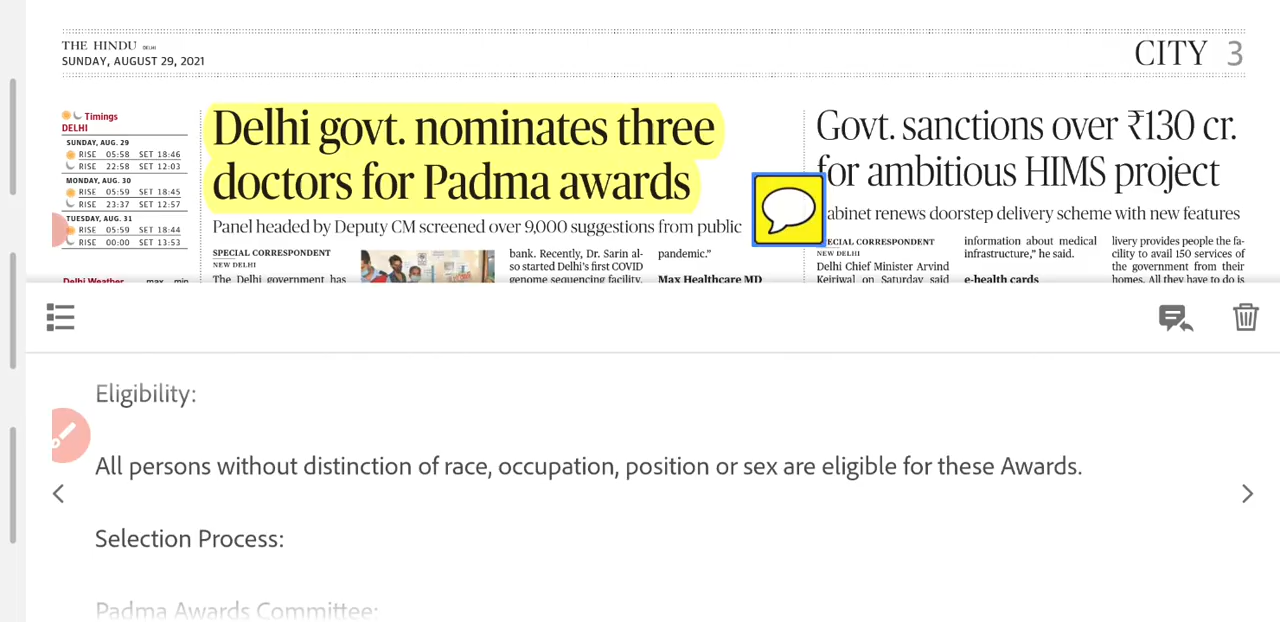 THE HINDU DELHI
SUNDAY, AUGUST 29, 2021
CITY 3
Timings
DELHI
SUNDAY, AUG. 29
RISE 05:58 SET 18:46
RISE 22:58 SET 12:03
MONDAY, AUG. 30
RISE 05:59 SET 18:45
RISE 23:37 SET 12:57
TUESDAY, AUG. 31
RISE 05:59 SET 18:44
RISE 00:00 SET 13:53
Delhi Weather max min
Delhi govt. nominates three
doctors for Padma awards
Panel headed by Deputy CM screened over 9,000 suggestions from public
SPECIAL CORRESPONDENT
NEW DELHI
The Delhi government has
bank. Recently, Dr. Sarin al-
so started Delhi's first COVID
genome sequencing facility.
pandemic."
Max Healthcare MD
Govt. sanctions over ₹130 cr.
for ambitious HIMS project
abinet renews doorstep delivery scheme with new features
ECIAL CORRESPONDENT
NEW DELHI
Delhi Chief Minister Arvind
Kejriwal on Saturday said
information about medical
infrastructure," he said.
e-health cards
livery provides people the fa-
cility to avail 150 services of
the government from their
homes. All they have to do is
Eligibility:
All persons without distinction of race, occupation, position or sex are eligible for these Awards.
Selection Process:
Padma Awards Committee: